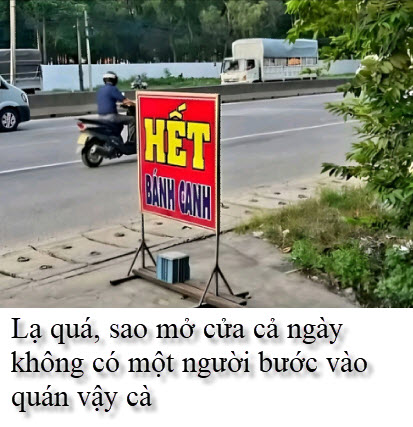 HẾT
BÁNH CANH
Lạ quá, sao mở cửa cả ngày
không có một người bước vào
quán vậy cà